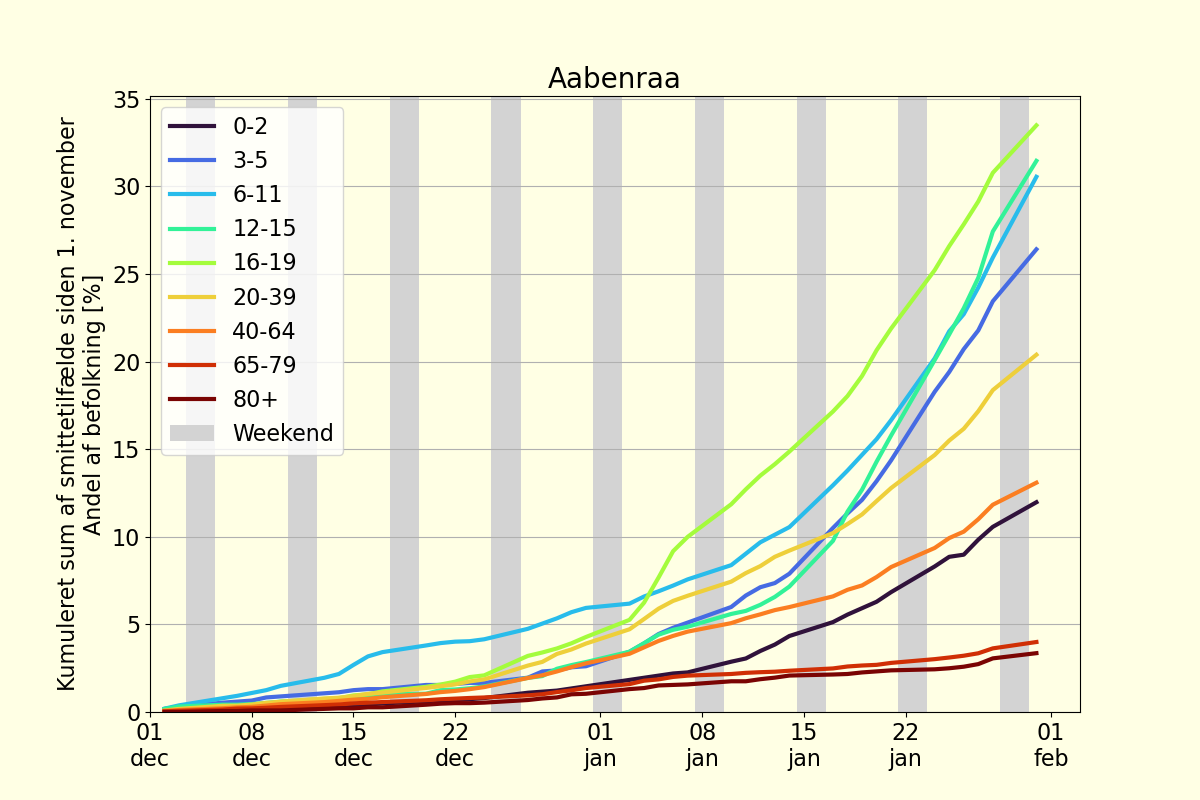 Aabenraa
Kumuleret sum af smittetilfælde siden 1. november
Andel af befolkning [%]
35
30
25
20
15
10
5
0
0-2
3-5
6-11
12-15
16-19
20-39
40-64
65-79
80+
Weekend
01 08 15 22 01 08 15 22 01
dec dec dec dec jan jan jan jan feb